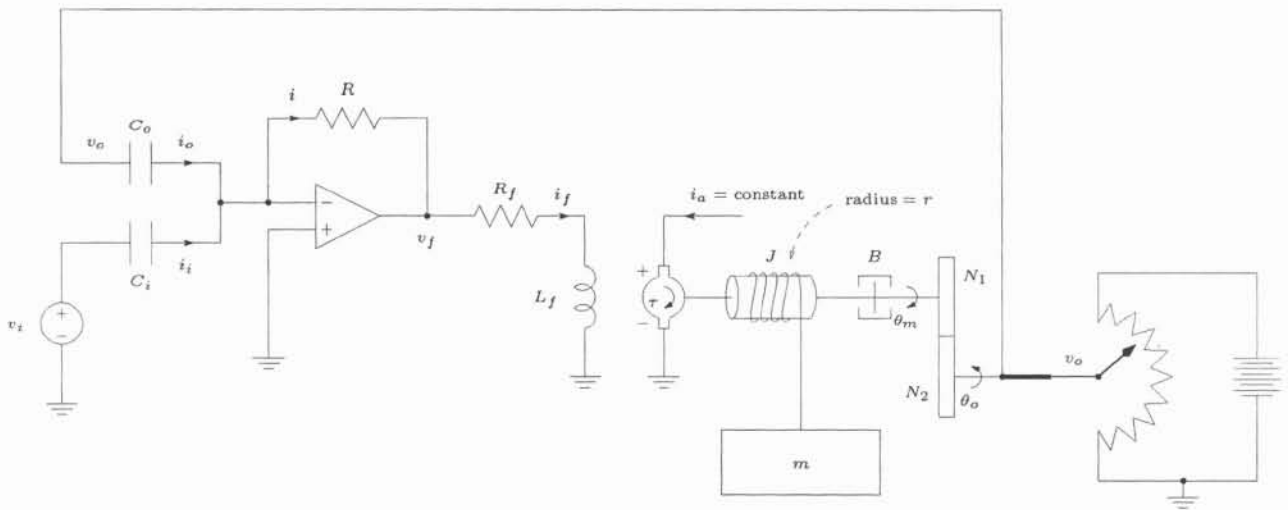 i
R
C_o
v_o
i_o
R_f
i_f
i_a = constant
radius = r
−
+
v_f
i_i
C_i
L_f
+
τ
−
J
B
θ_m
N_1
v_i
+
−
N_2
θ_o
v_o
m